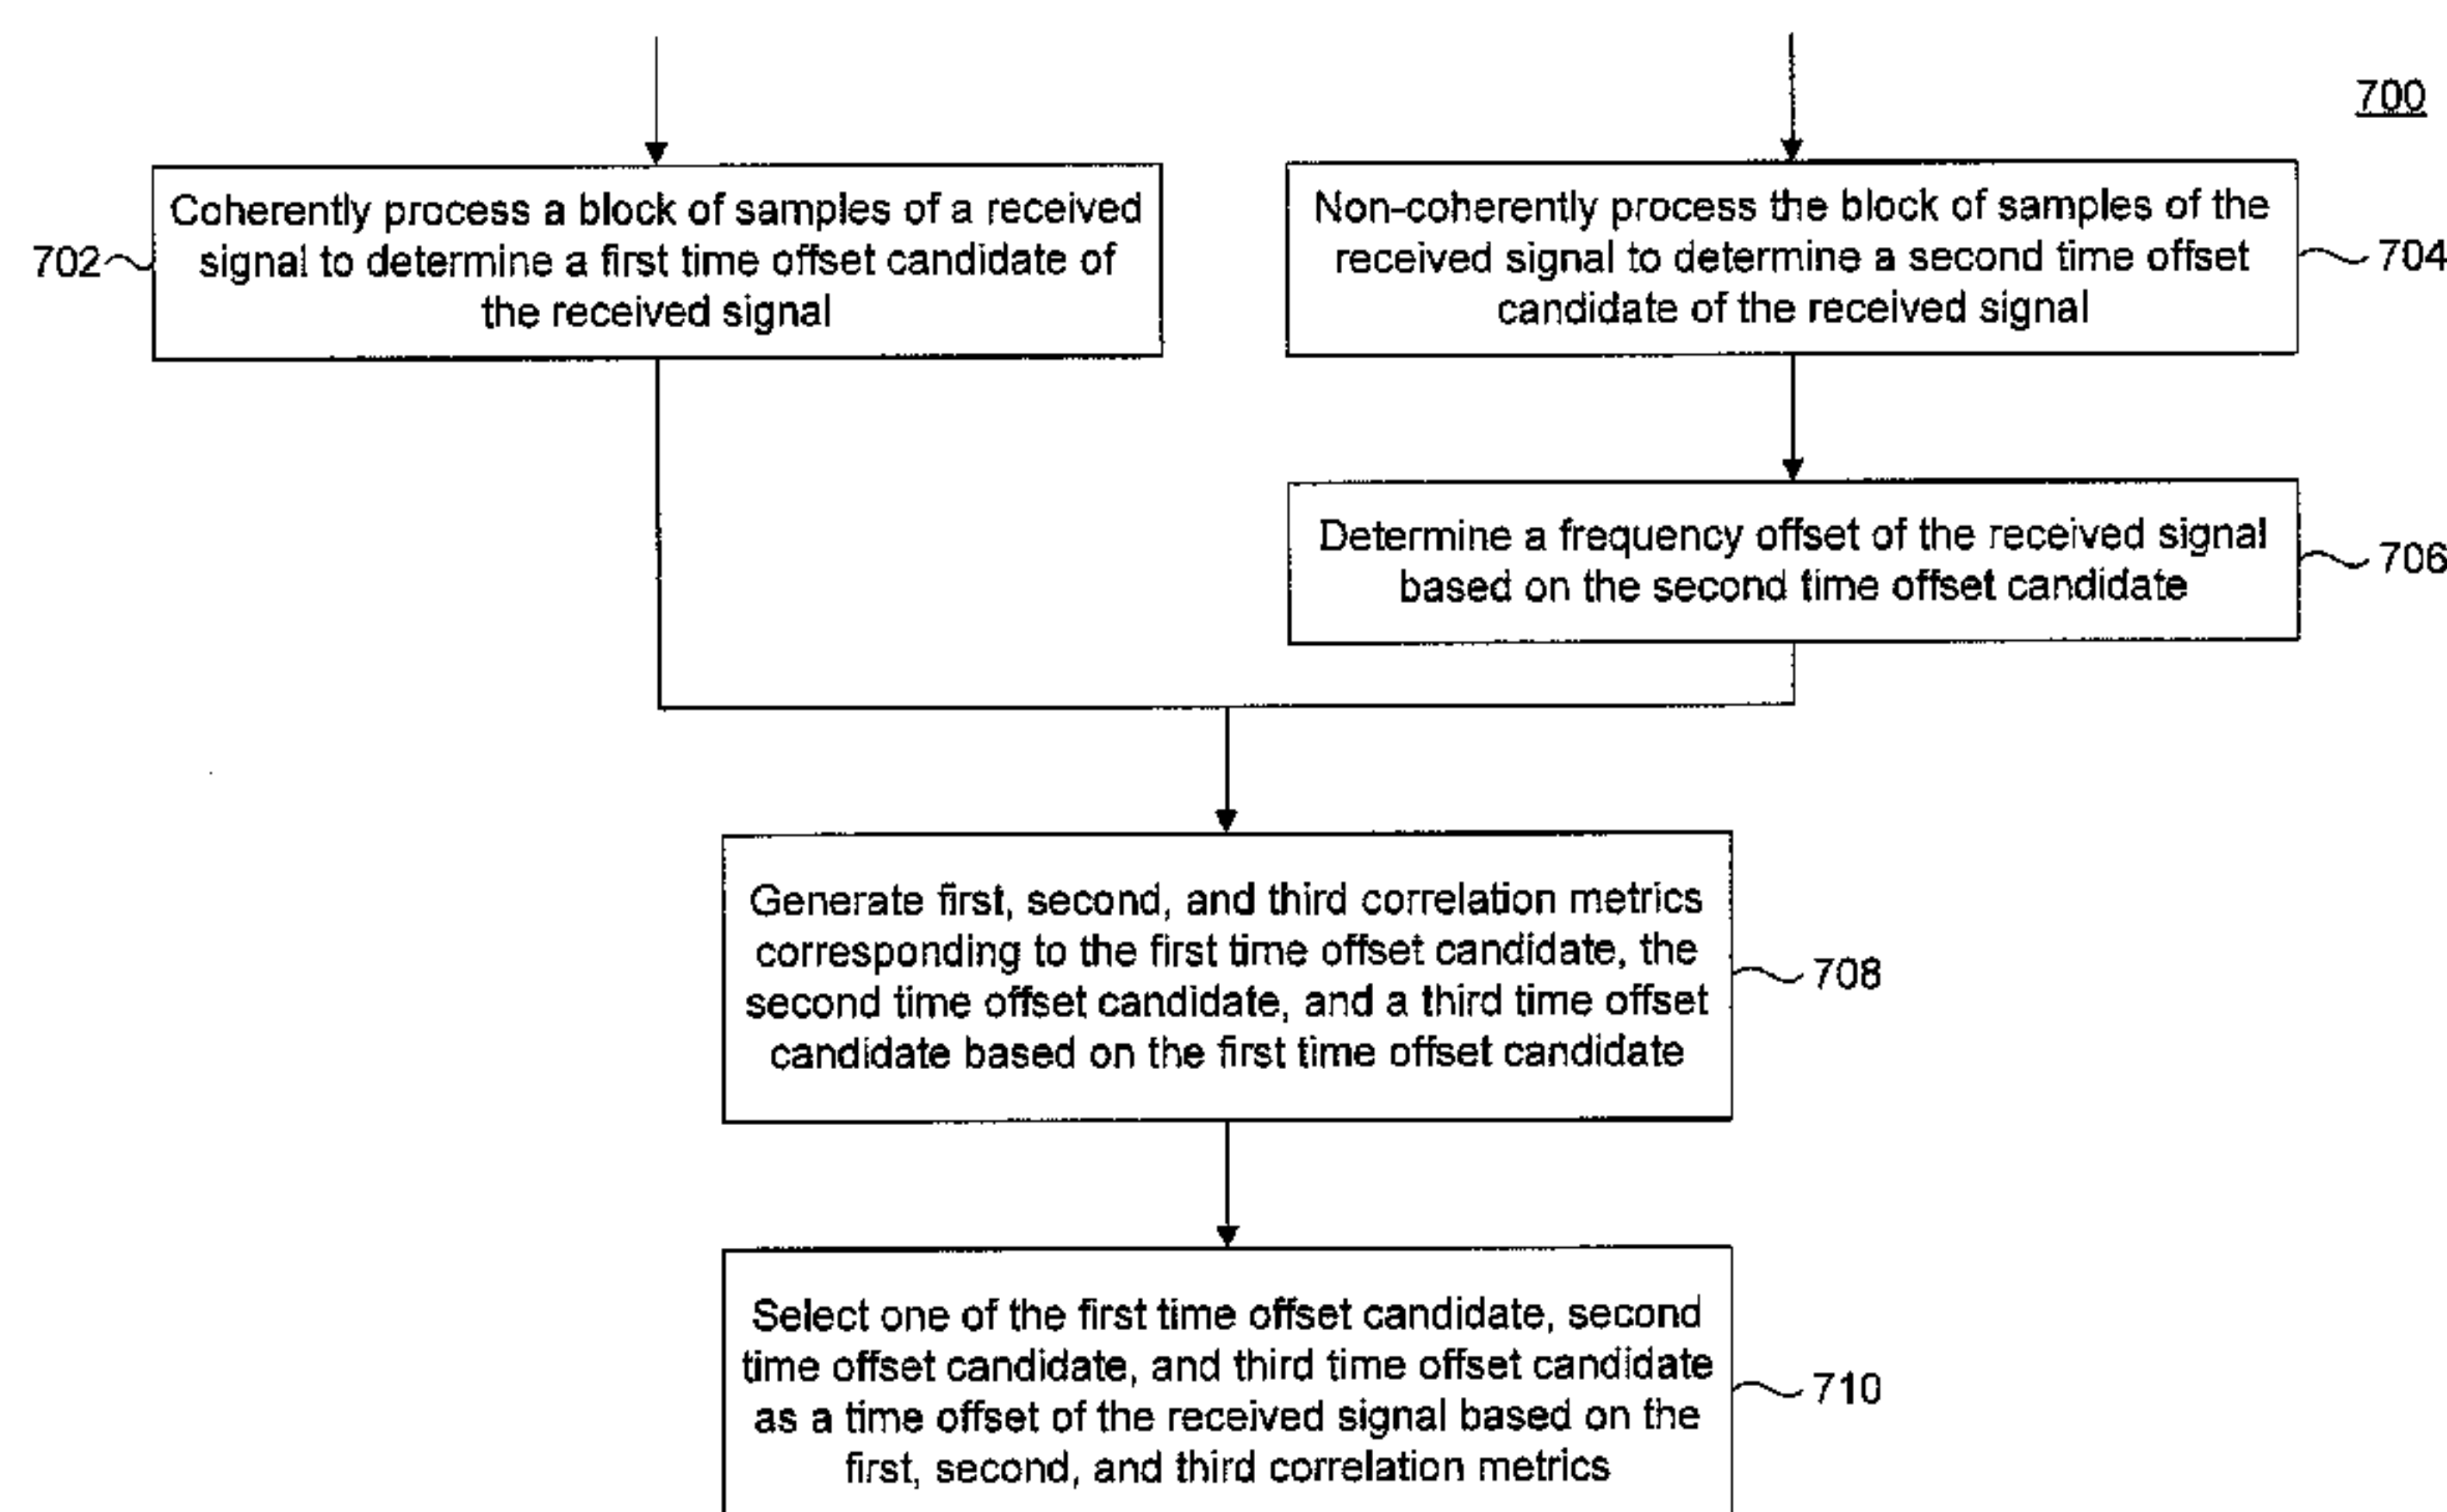 700
702
Coherently process a block of samples of a received
signal to determine a first time offset candidate of
the received signal
Non-coherently process the block of samples of the
received signal to determine a second time offset
candidate of the received signal
704
Determine a frequency offset of the received signal
based on the second time offset candidate
706
Generate first, second, and third correlation metrics
corresponding to the first time offset candidate, the
second time offset candidate, and a third time offset
candidate based on the first time offset candidate
708
Select one of the first time offset candidate, second
time offset candidate, and third time offset candidate
as a time offset of the received signal based on the
first, second, and third correlation metrics
710